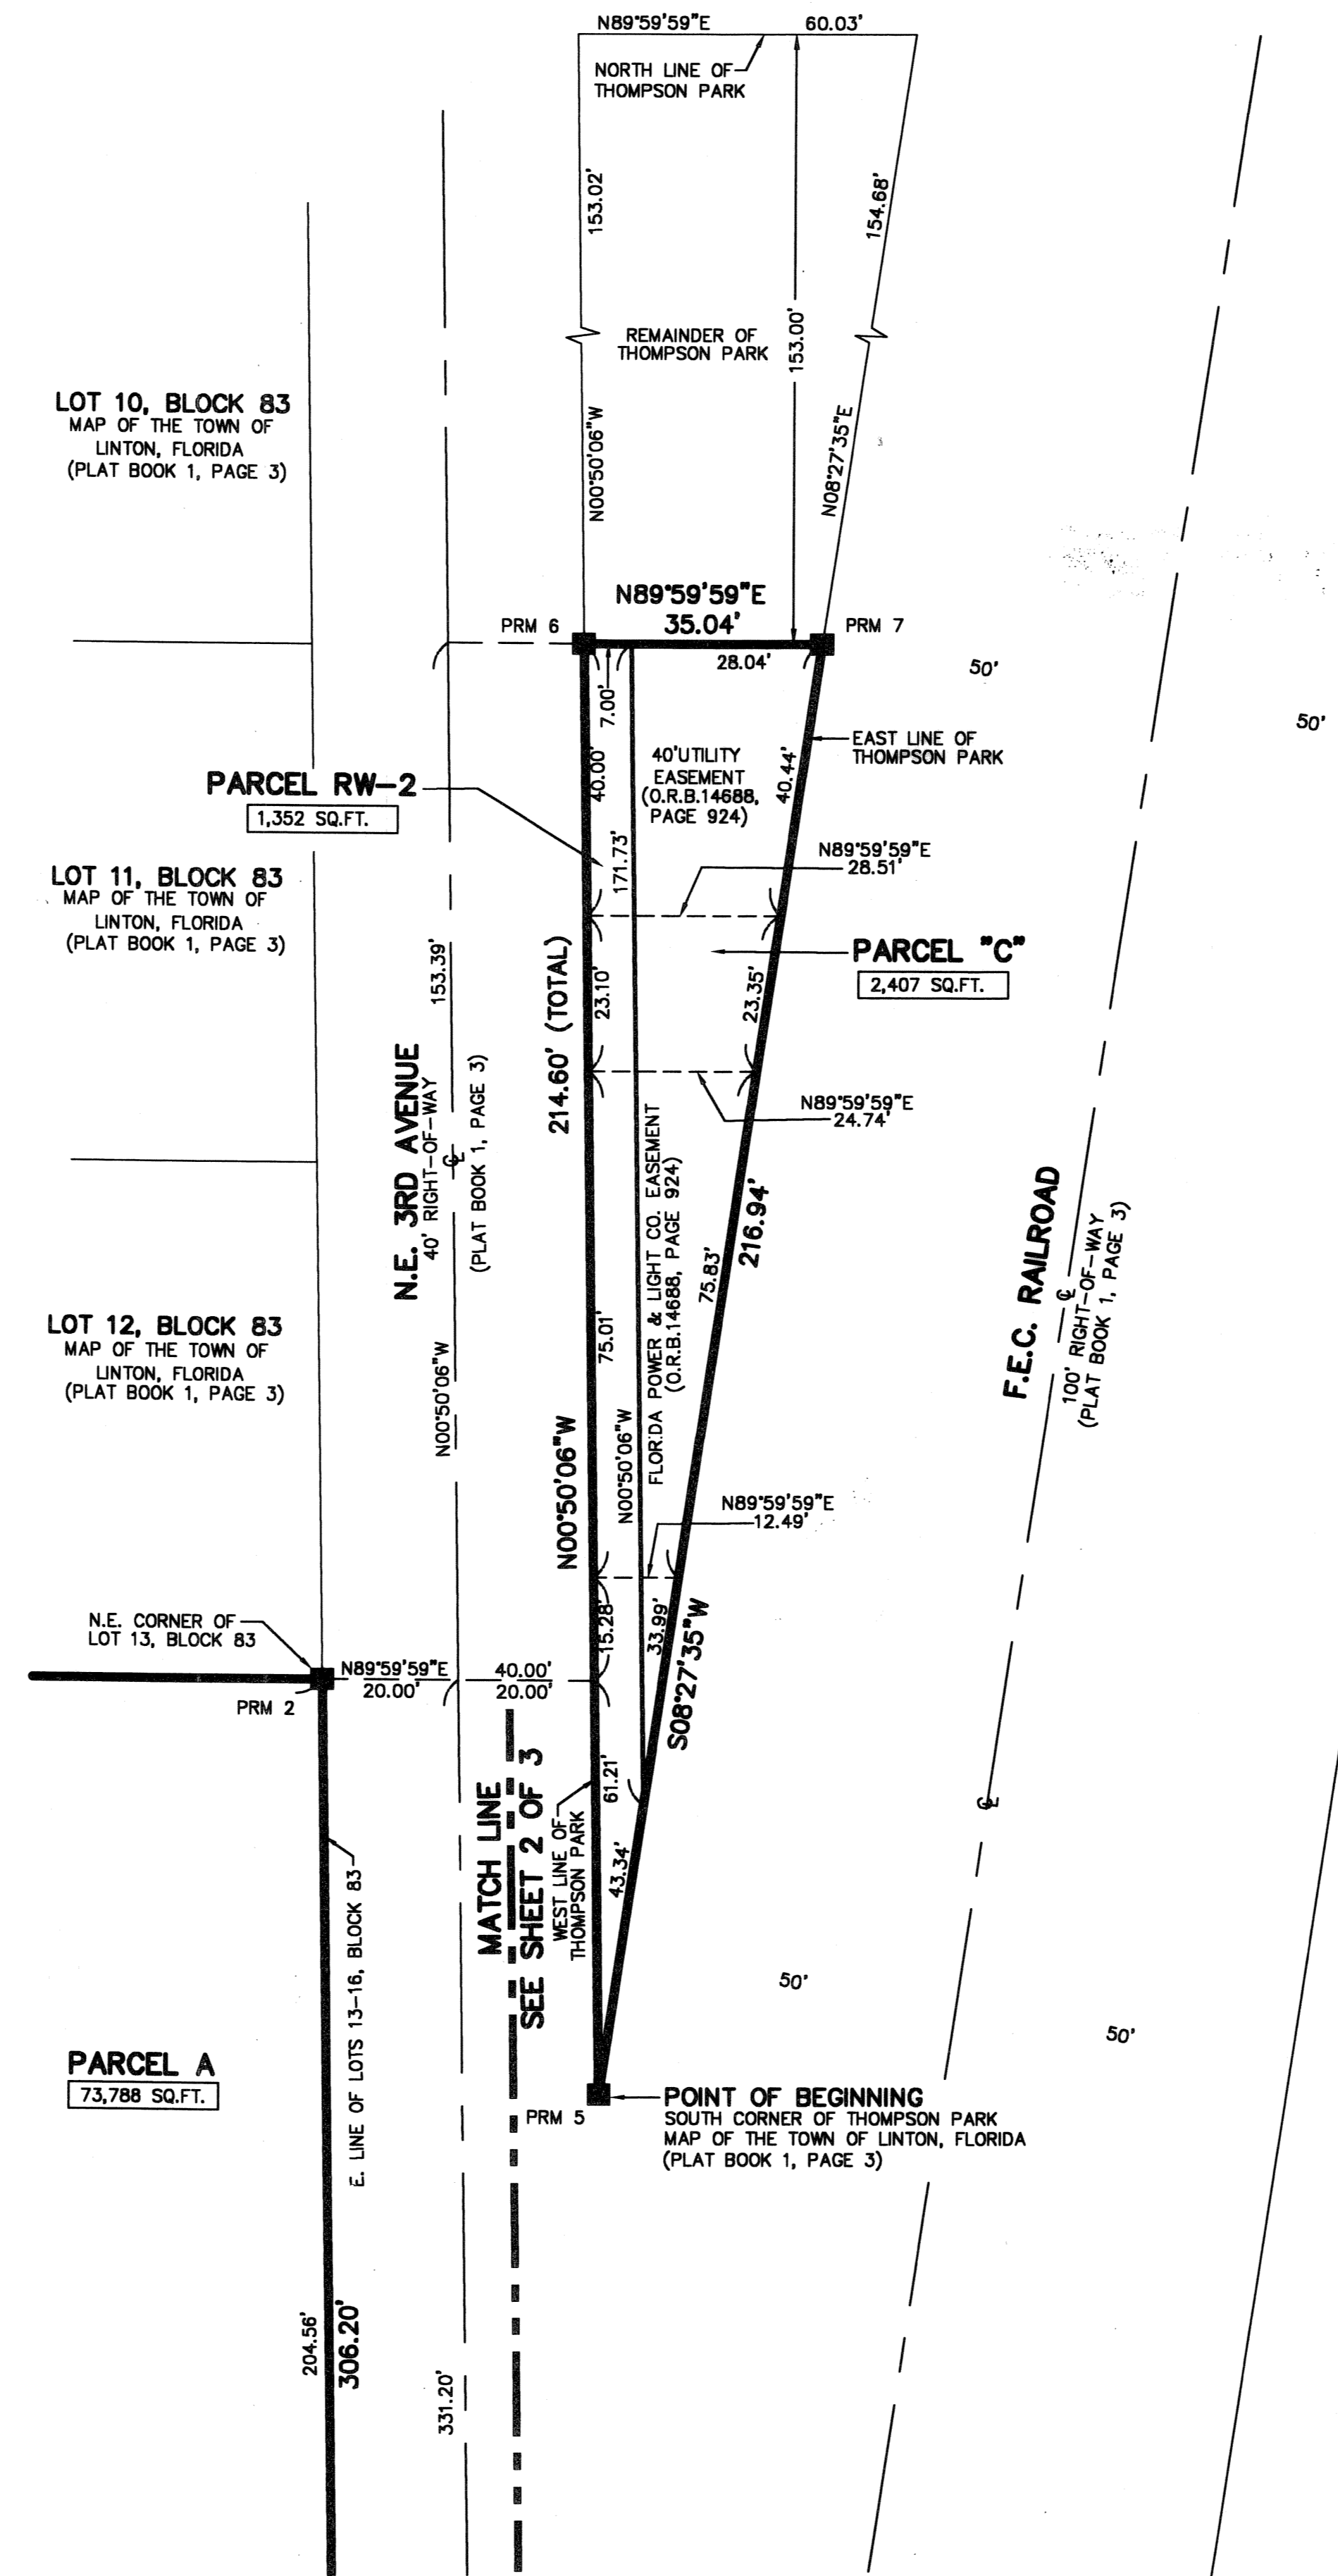 N89°59'59"E 60.03'
NORTH LINE OF
THOMPSON PARK
153.02'
154.68'
153.00'
REMAINDER OF
THOMPSON PARK
N00°50'06"W
N08°27'35"E
LOT 10, BLOCK 83
MAP OF THE TOWN OF
LINTON, FLORIDA
(PLAT BOOK 1, PAGE 3)
N89°59'59"E
35.04'
PRM 6
PRM 7
28.04'
7.00'
50'
50'
EAST LINE OF
THOMPSON PARK
40'UTILITY
EASEMENT
(O.R.B.14688,
PAGE 924)
40.00'
40.44'
PARCEL RW-2
1,352 SQ.FT.
171.73'
N89°59'59"E
28.51'
LOT 11, BLOCK 83
MAP OF THE TOWN OF
LINTON, FLORIDA
(PLAT BOOK 1, PAGE 3)
PARCEL "C"
2,407 SQ.FT.
153.39'
214.60' (TOTAL)
23.10'
23.35'
N89°59'59"E
24.74'
N.E. 3RD AVENUE
40' RIGHT-OF-WAY
(PLAT BOOK 1, PAGE 3)
FLORIDA POWER & LIGHT CO. EASEMENT
(O.R.B.14688, PAGE 924)
216.94'
75.83'
75.01'
F.E.C. RAILROAD
100' RIGHT-OF-WAY
(PLAT BOOK 1, PAGE 3)
LOT 12, BLOCK 83
MAP OF THE TOWN OF
LINTON, FLORIDA
(PLAT BOOK 1, PAGE 3)
N00°50'06"W
N00°50'06"W
N00°50'06"W
N89°59'59"E
12.49'
15.28'
33.99'
S08°27'35"W
N.E. CORNER OF
LOT 13, BLOCK 83
N89°59'59"E 40.00'
20.00' 20.00'
PRM 2
MATCH LINE
SEE SHEET 2 OF 3
61.21'
WEST LINE OF
THOMPSON PARK
43.34'
E. LINE OF LOTS 13-16, BLOCK 83
50'
50'
PARCEL A
73,788 SQ.FT.
PRM 5
POINT OF BEGINNING
SOUTH CORNER OF THOMPSON PARK
MAP OF THE TOWN OF LINTON, FLORIDA
(PLAT BOOK 1, PAGE 3)
204.56'
306.20'
331.20'